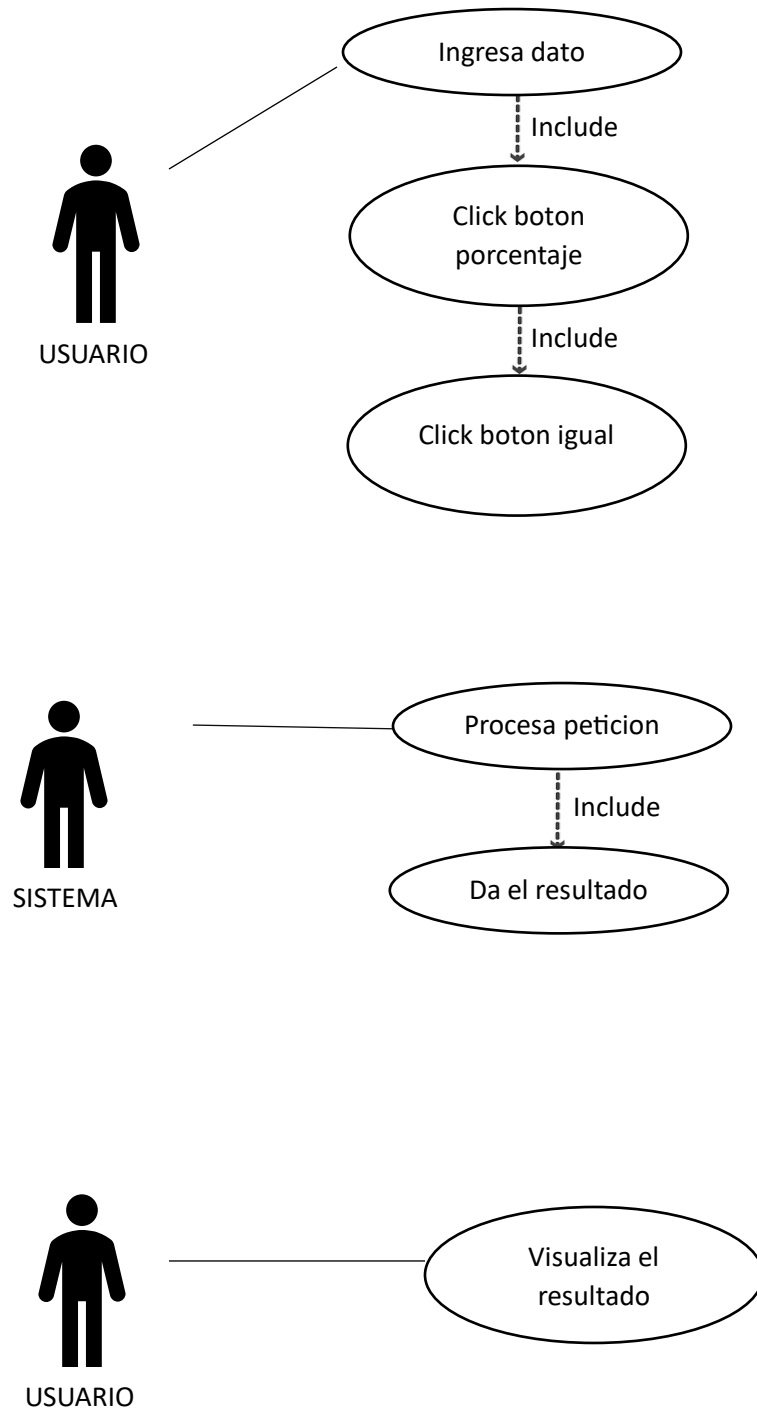 Ingresa dato
Include
Click boton
porcentaje
USUARIO
Include
Click boton igual
Procesa peticion
Include
SISTEMA
Da el resultado
Visualiza el
resultado
USUARIO